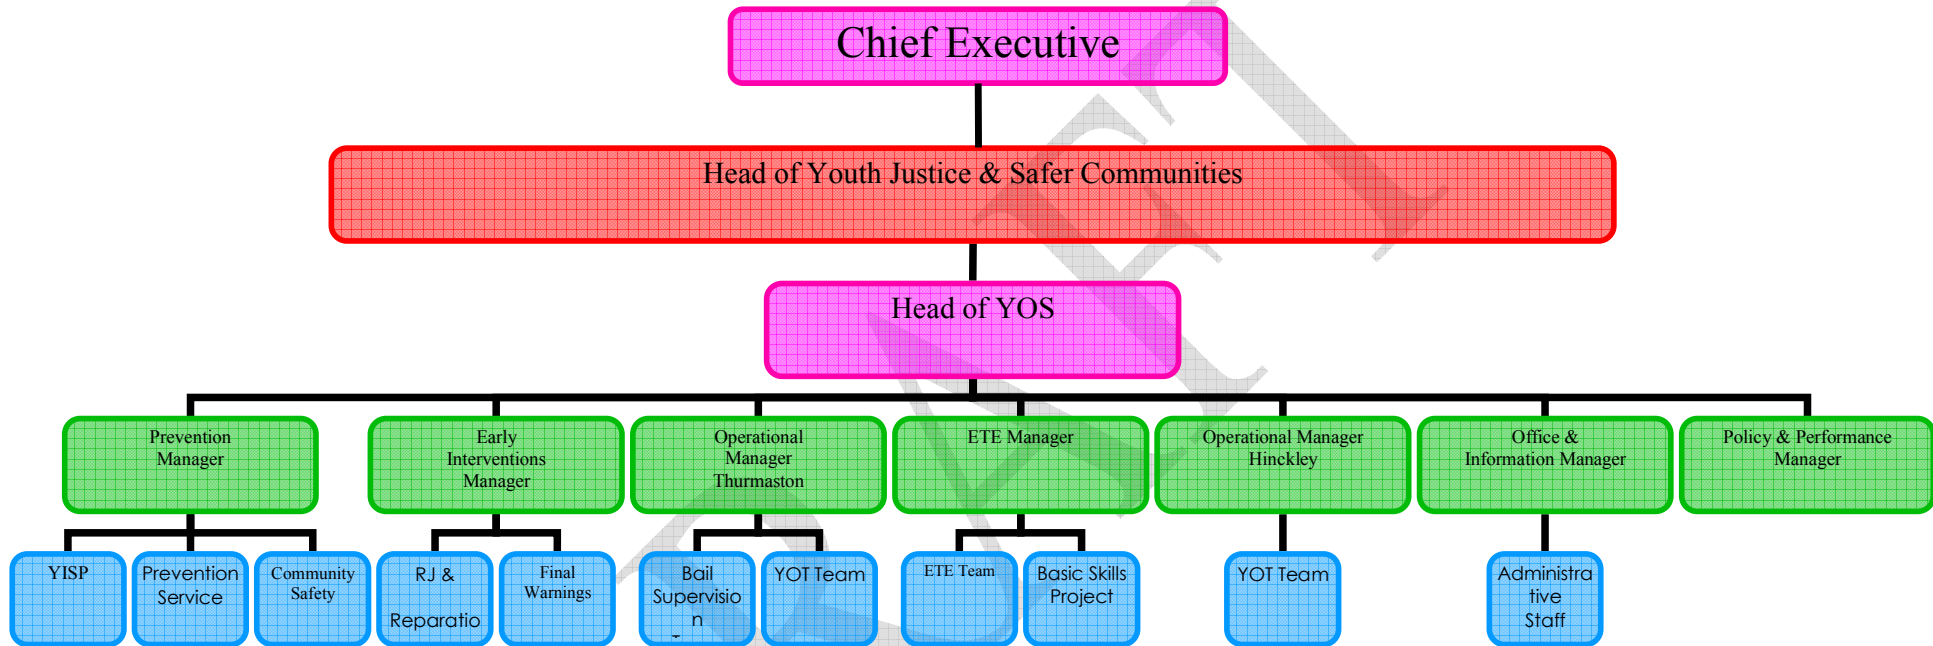 Chief Executive
Head of Youth Justice & Safer Communities
Head of YOS
Prevention
Manager
Early
Interventions
Manager
Operational
Manager
Thurmaston
ETE Manager
Operational Manager
Hinckley
Office &
Information Manager
Policy & Performance
Manager
YISP
Prevention
Service
Community
Safety
RJ &
Reparatio
Final
Warnings
Bail
Supervisio
n
YOT Team
ETE Team
Basic Skills
Project
YOT Team
Administra
tive
Staff
DRAFT